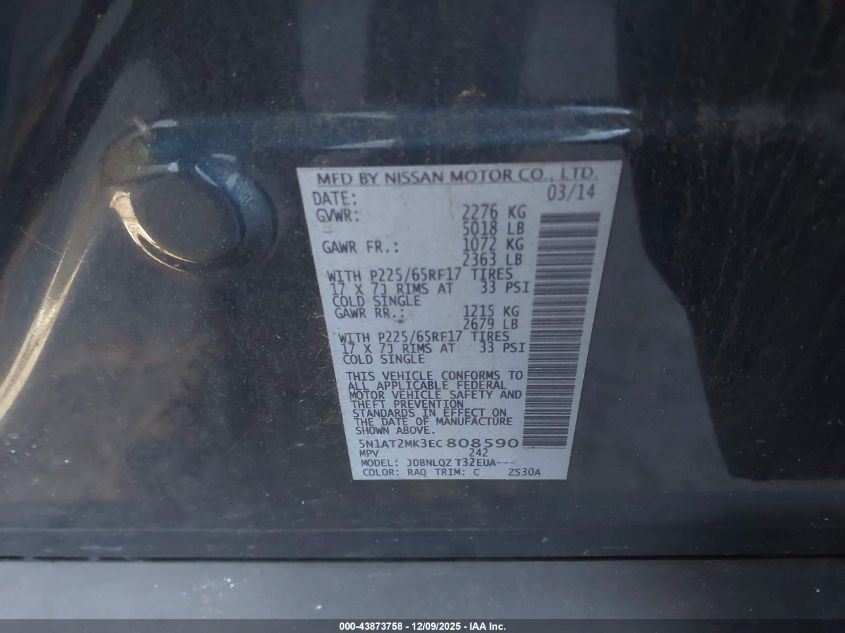 MFD BY NISSAN MOTOR CO., LTD.
DATE: 03/14
GVWR: 2276 KG
5018 LB
GAWR FR.: 1072 KG
2363 LB
WITH P225/65RF17 TIRES
17 X 7J RIMS AT 33 PSI
COLD SINGLE
GAWR RR.: 1215 KG
2679 LB
WITH P225/65RF17 TIRES
17 X 7J RIMS AT 33 PSI
COLD SINGLE
THIS VEHICLE CONFORMS TO
ALL APPLICABLE FEDERAL
MOTOR VEHICLE SAFETY AND
THEFT PREVENTION
STANDARDS IN EFFECT ON
THE DATE OF MANUFACTURE
SHOWN ABOVE.
5N1AT2MK3EC808590
MPV 242
MODEL: JDBNLQZ T32EUA---
COLOR: RAQ TRIM: C ZS30A
000-43873758 - 12/09/2025 - IAA Inc.